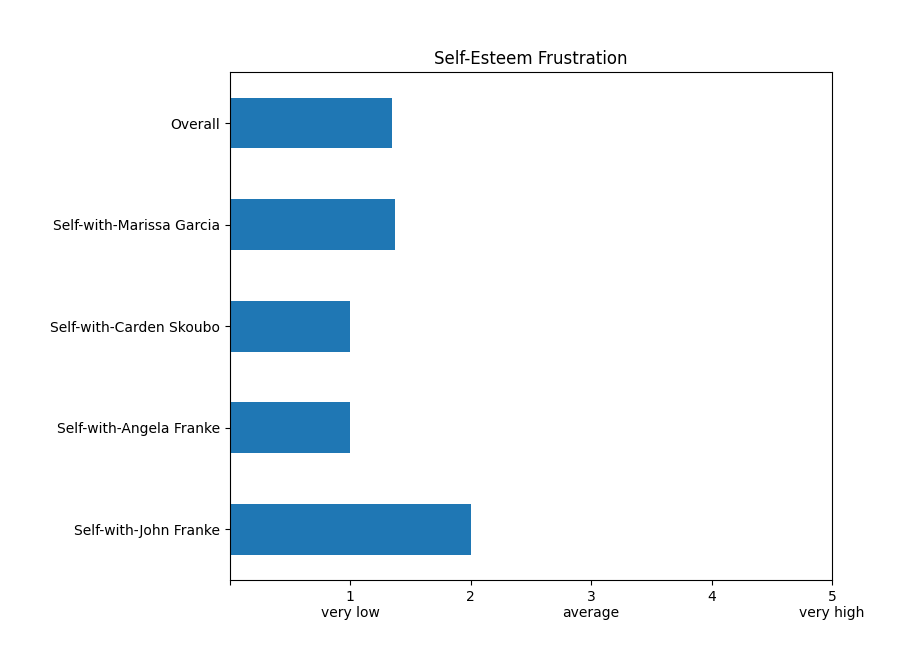 Self-Esteem Frustration
Overall
Self-with-Marissa Garcia
Self-with-Carden Skoubo
Self-with-Angela Franke
Self-with-John Franke
1 2 3 4 5
very low average very high